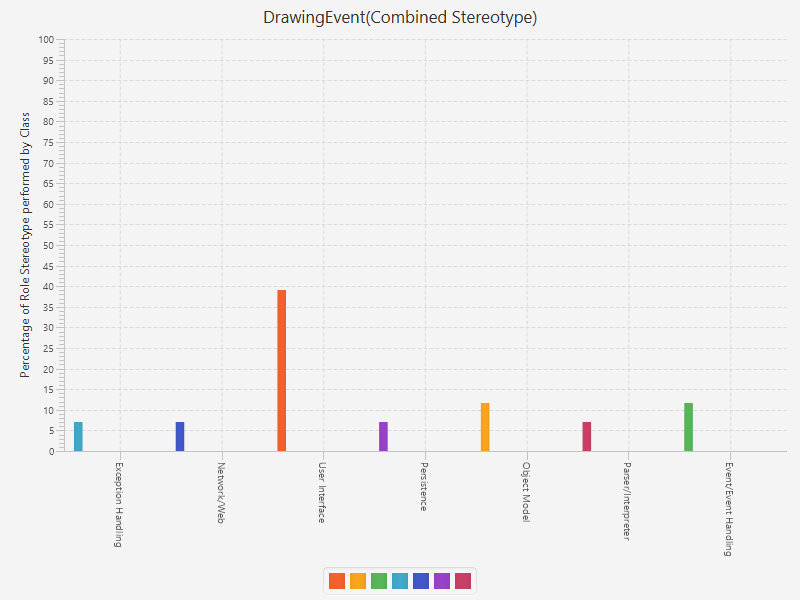 DrawingEvent(Combined Stereotype)
Percentage of Role Stereotype performed by Class
100
95
90
85
80
75
70
65
60
55
50
45
40
35
30
25
20
15
10
5
0
Exception Handling
Network/Web
User Interface
Persistence
Object Model
Parser/Interpreter
Event/Event Handling